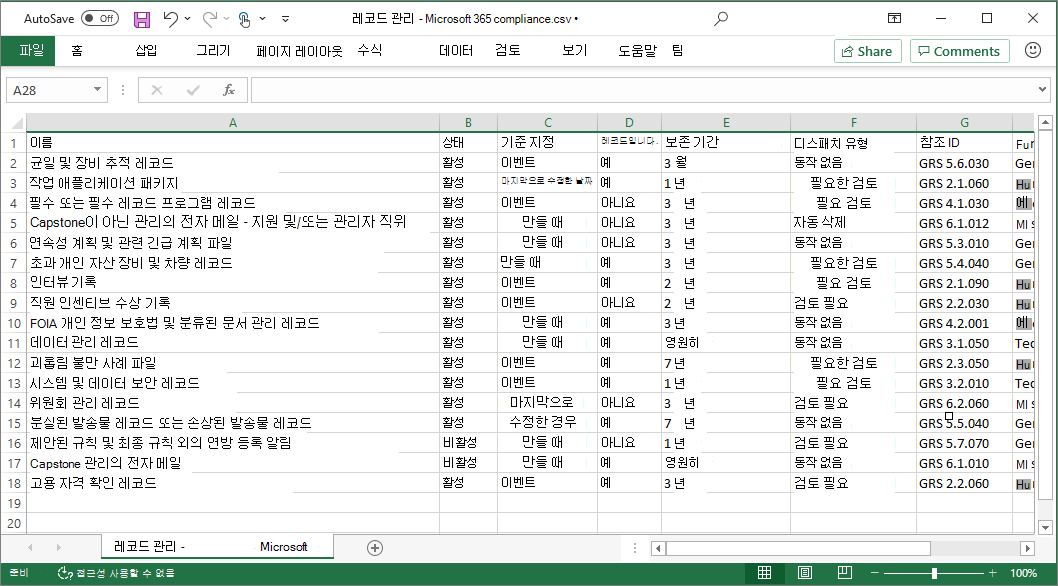 AutoSave Off 레코드 관리 - Microsoft 365 compliance.csv •
파일 홈 삽입 그리기 페이지 레이아웃 수식 데이터 검토 보기 도움말 팀 Share Comments
A28 fx
A B C D E F G
1 이름 상태 기준 지정 레코드입니다. 보존 기간 디스패치 유형 참조 ID Fur
2 균일 및 장비 추적 레코드 활성 이벤트 예 3 월 동작 없음 GRS 5.6.030 Ger
3 작업 애플리케이션 패키지 활성 마지막으로 수정한 날짜 예 1 년 필요한 검토 GRS 2.1.060 Hu
4 필수 또는 필수 레코드 프로그램 레코드 활성 이벤트 아니요 3 년 필요 검토 GRS 4.1.030 예
5 Capstone이 아닌 관리의 전자 메일 - 지원 및/또는 관리자 직위 활성 만들 때 아니요 3 년 자동 삭제 GRS 6.1.012 MI s
6 연속성 계획 및 관련 긴급 계획 파일 활성 만들 때 아니요 3 년 동작 없음 GRS 5.3.010 Ger
7 초과 개인 자산 장비 및 차량 레코드 활성 만들 때 예 3 년 필요한 검토 GRS 5.4.040 Ger
8 인터뷰 기록 활성 이벤트 예 2 년 필요 검토 GRS 2.1.090 Hu
9 직원 인센티브 수상 기록 활성 이벤트 아니요 2 년 검토 필요 GRS 2.2.030 Hu
10 FOIA 개인 정보 보호법 및 분류된 문서 관리 레코드 활성 만들 때 예 3 년 동작 없음 GRS 4.2.001 예
11 데이터 관리 레코드 활성 만들 때 예 영원히 동작 없음 GRS 3.1.050 Tec
12 괴롭힘 불만 사례 파일 활성 이벤트 예 7 년 필요한 검토 GRS 2.3.050 Hu
13 시스템 및 데이터 보안 레코드 활성 이벤트 예 1 년 필요 검토 GRS 3.2.010 Tec
14 위원회 관리 레코드 활성 마지막으로 아니요 3 년 검토 필요 GRS 6.2.060 MI s
15 분실된 발송물 레코드 또는 손상된 발송물 레코드 활성 수정한 경우 예 7 년 동작 없음 GRS 5.5.040 Ger
16 제안된 규칙 및 최종 규칙 외의 연방 등록 알림 비활성 만들 때 아니요 1 년 검토 필요 GRS 5.7.070 Ger
17 Capstone 관리의 전자 메일 비활성 만들 때 예 영원히 동작 없음 GRS 6.1.010 MI s
18 고용 자격 확인 레코드 활성 이벤트 예 3 년 검토 필요 GRS 2.2.060 Hu
19
20
레코드 관리 - Microsoft
준비 접근성 사용할 수 없음 100%